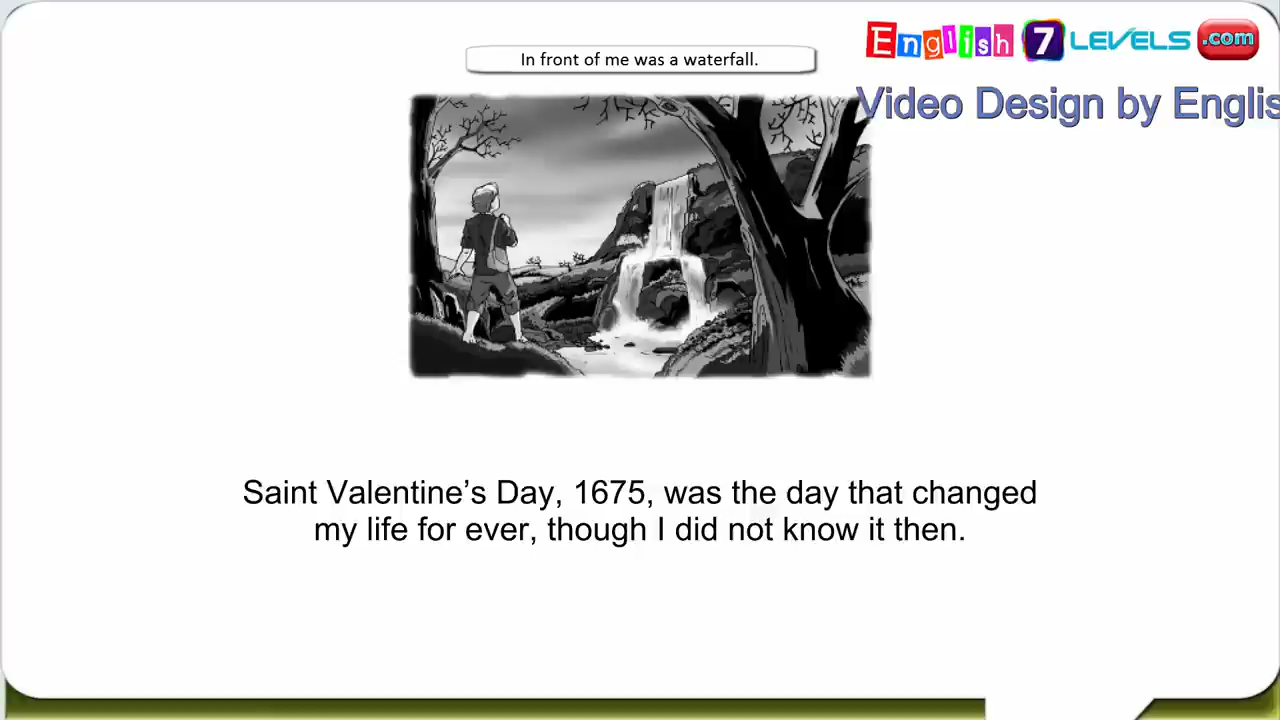 English 7 LEVELS .com
In front of me was a waterfall.
Video Design by Englis
Saint Valentine’s Day, 1675, was the day that changed
my life for ever, though I did not know it then.